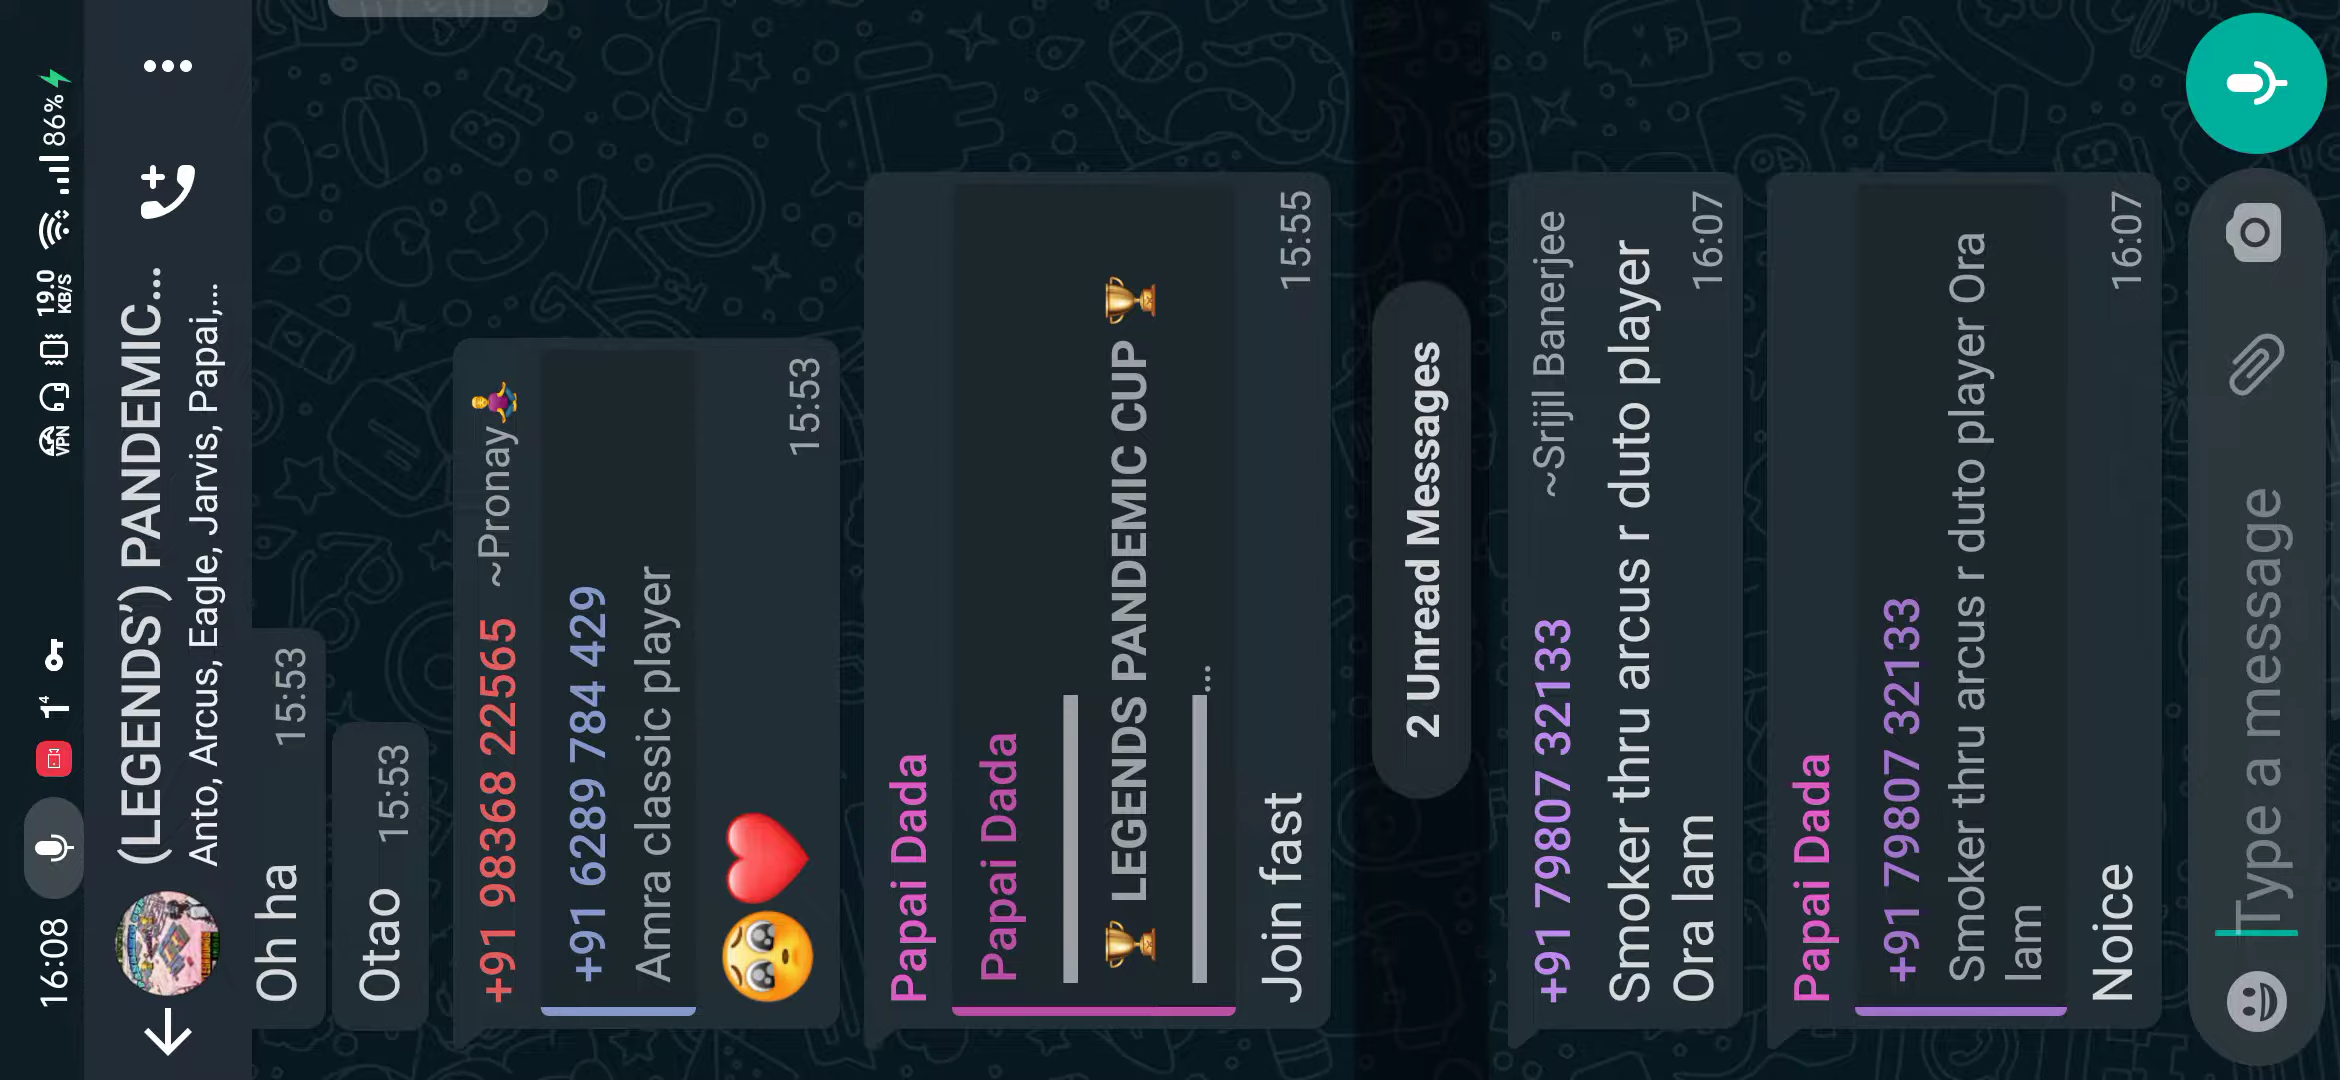 16:08
1 4
VPN
19.0
KB/S
86%
(LEGENDS’) PANDEMIC...
Anto, Arcus, Eagle, Jarvis, Papai,...
Oh ha 15:53
Otao 15:53
+91 98368 22565 ~Pronay
+91 6289 784 429
Amra classic player
15:53
Papai Dada
Papai Dada
LEGENDS PANDEMIC CUP
...
Join fast
15:55
2 Unread Messages
+91 79807 32133 ~Srijil Banerjee
Smoker thru arcus r duto player
Ora lam
16:07
Papai Dada
+91 79807 32133
Smoker thru arcus r duto player Ora
lam
Noice
16:07
Type a message